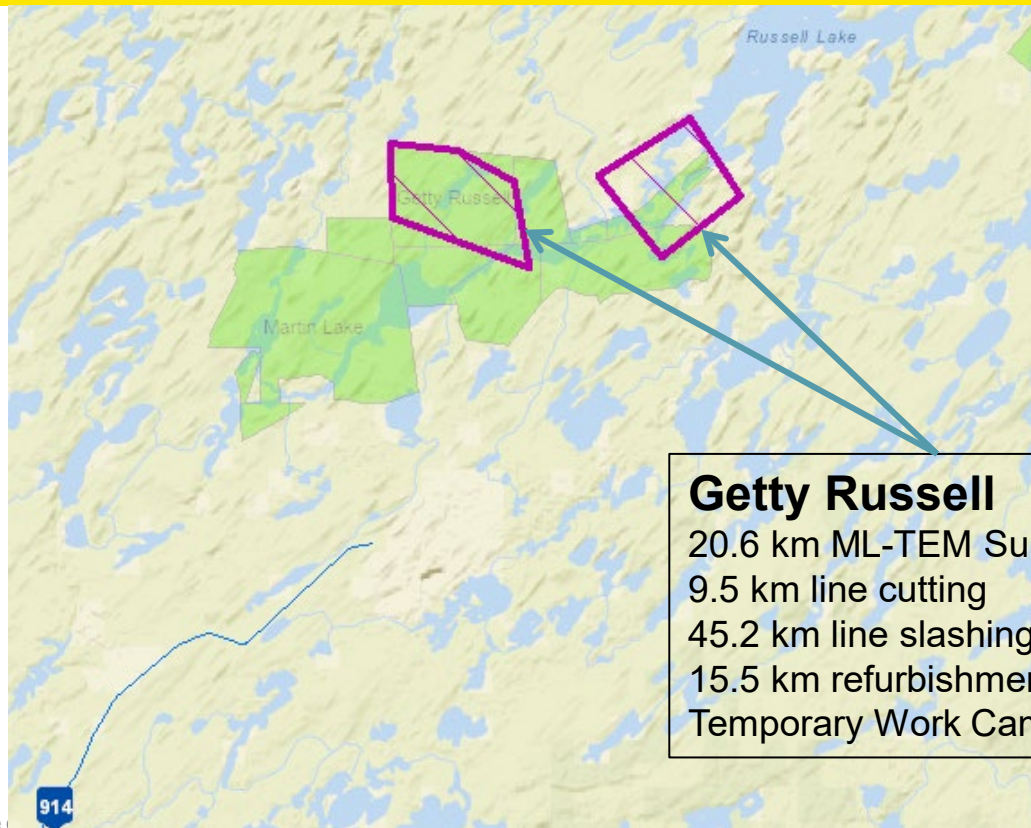 Russell Lake
Getty Russell
Martin Lake
Getty Russell
20.6 km ML-TEM Su
9.5 km line cutting
45.2 km line slashing
15.5 km refurbishmen
Temporary Work Cam
914